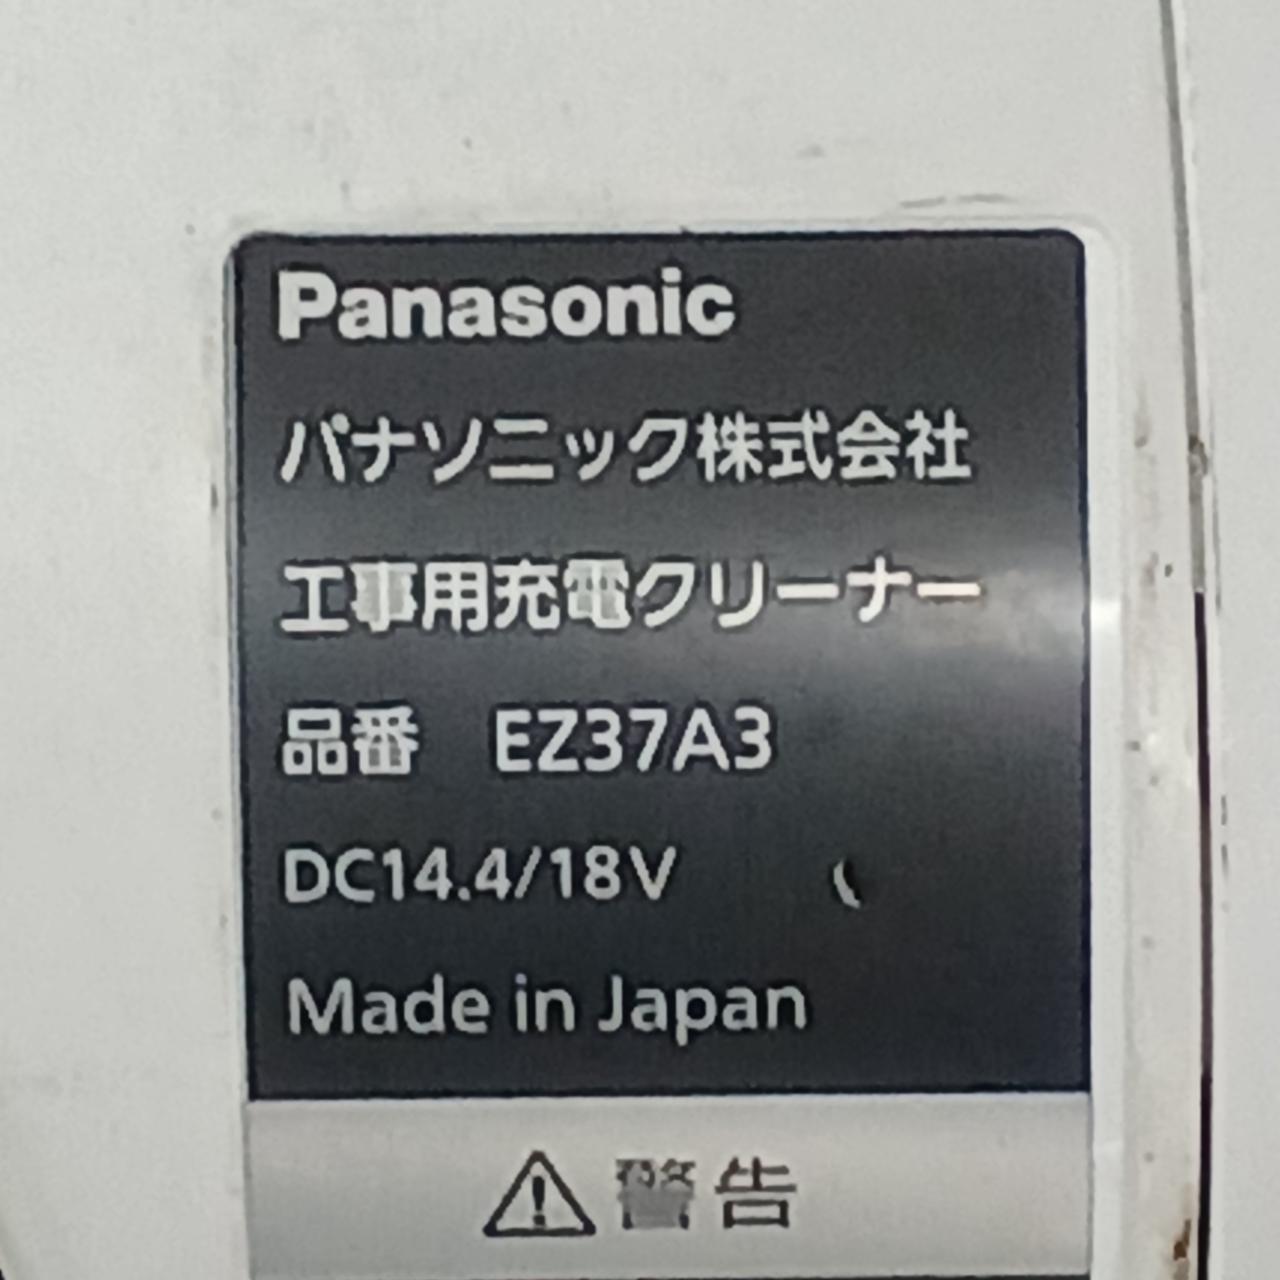 Panasonic
パナソニック株式会社
工事用充電クリーナー
品番 EZ37A3
DC14.4/18V
Made in Japan
⚠ 警告